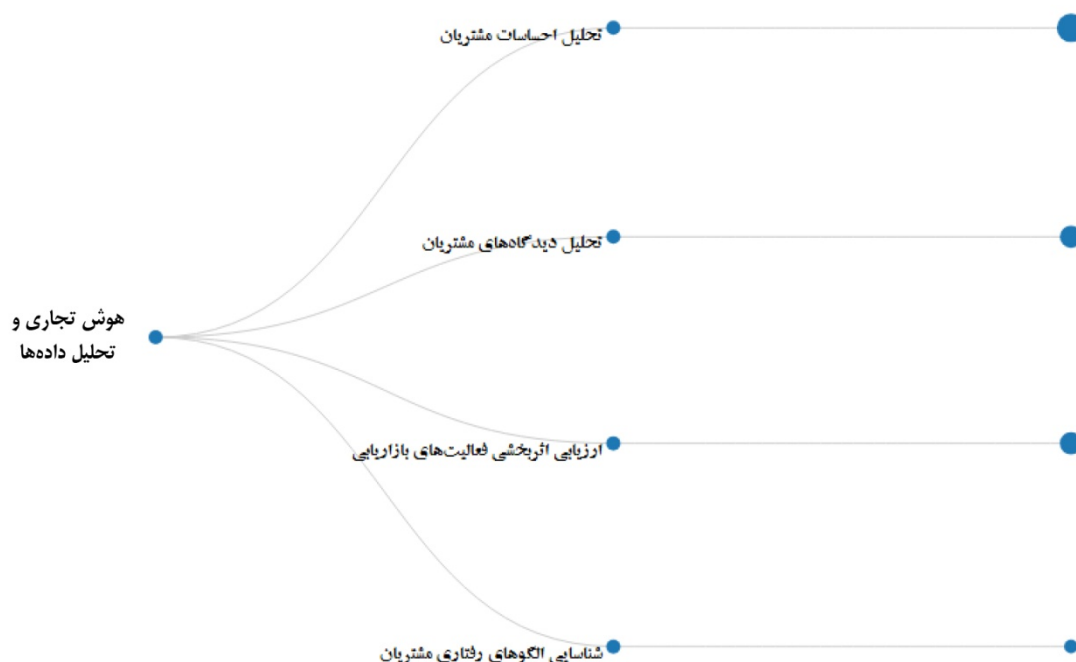 تحلیل احساسات مشتریان
تحلیل دیدگاه‌های مشتریان
هوش تجاری و
تحلیل داده‌ها
ارزیابی اثربخشی فعالیت‌های بازاریابی
شناسایی الگوهای رفتاری مشتریان